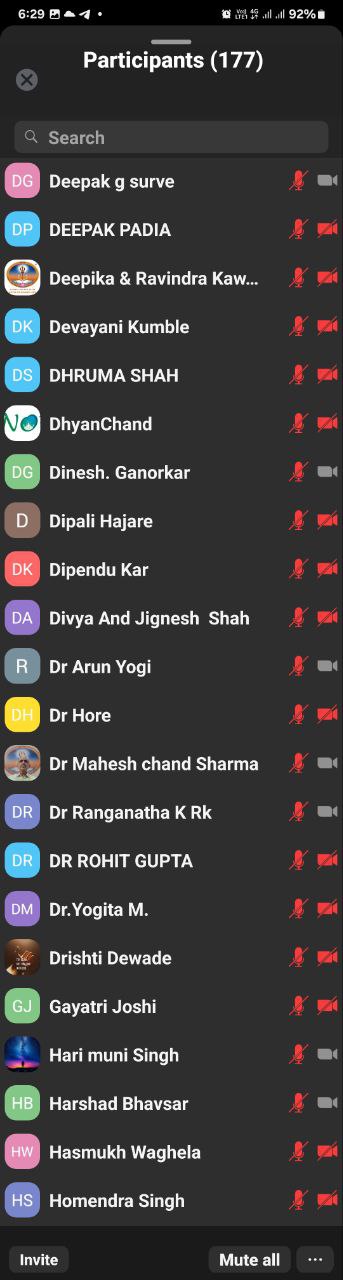 6:29 Vo) 4G LTE1 92%
Participants (177)
Search
DG Deepak g surve
DP DEEPAK PADIA
Deepika & Ravindra Kaw...
DK Devayani Kumble
DS DHRUMA SHAH
DhyanChand
DG Dinesh. Ganorkar
D Dipali Hajare
DK Dipendu Kar
DA Divya And Jignesh Shah
R Dr Arun Yogi
DH Dr Hore
Dr Mahesh chand Sharma
DR Dr Ranganatha K Rk
DR DR ROHIT GUPTA
DM Dr.Yogita M.
Drishti Dewade
GJ Gayatri Joshi
Hari muni Singh
HB Harshad Bhavsar
HW Hasmukh Waghela
HS Homendra Singh
Invite Mute all ...